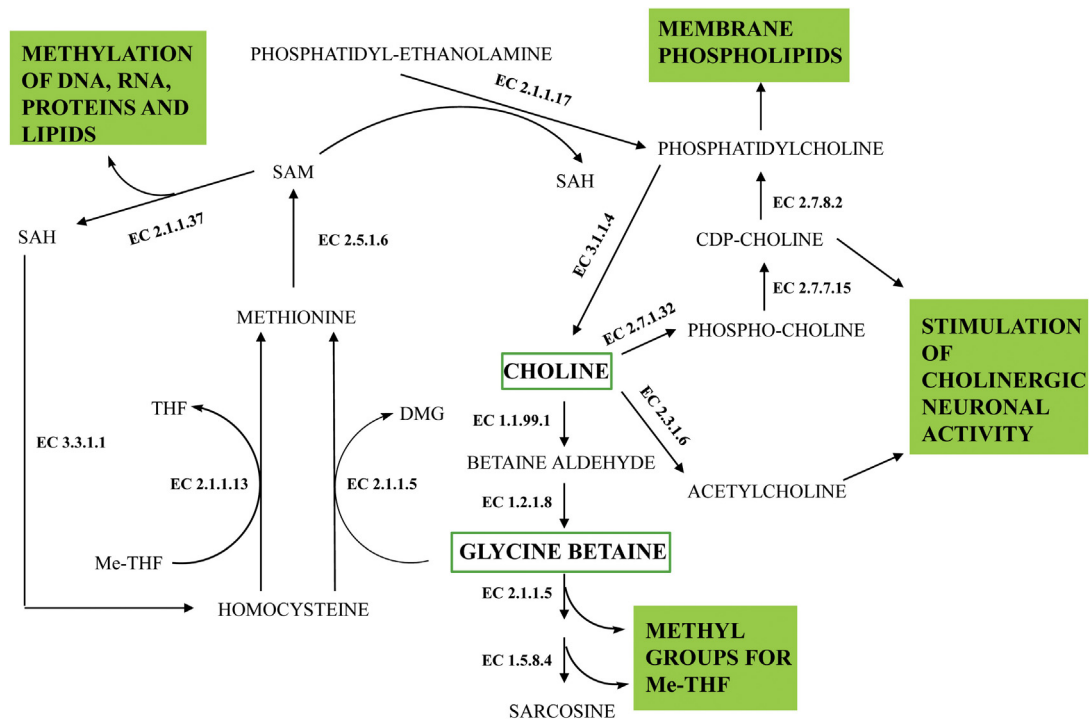 METHYLATION
OF DNA, RNA,
PROTEINS AND
LIPIDS
PHOSPHATIDYL-ETHANOLAMINE
MEMBRANE
PHOSPHOLIPIDS
EC 2.1.1.17
PHOSPHATIDYLCHOLINE
SAM
SAH
SAH
EC 2.1.1.37
EC 2.5.1.6
EC 3.1.1.4
EC 2.7.8.2
CDP-CHOLINE
EC 2.7.7.15
METHIONINE
EC 2.7.1.32
PHOSPHO-CHOLINE
STIMULATION
OF
CHOLINERGIC
NEURONAL
ACTIVITY
CHOLINE
THF
DMG
EC 1.1.99.1
EC 2.3.1.6
EC 3.3.1.1
BETAINE ALDEHYDE
EC 2.1.1.13
EC 2.1.1.5
ACETYLCHOLINE
EC 1.2.1.8
Me-THF
GLYCINE BETAINE
HOMOCYSTEINE
EC 2.1.1.5
METHYL
GROUPS FOR
Me-THF
EC 1.5.8.4
SARCOSINE